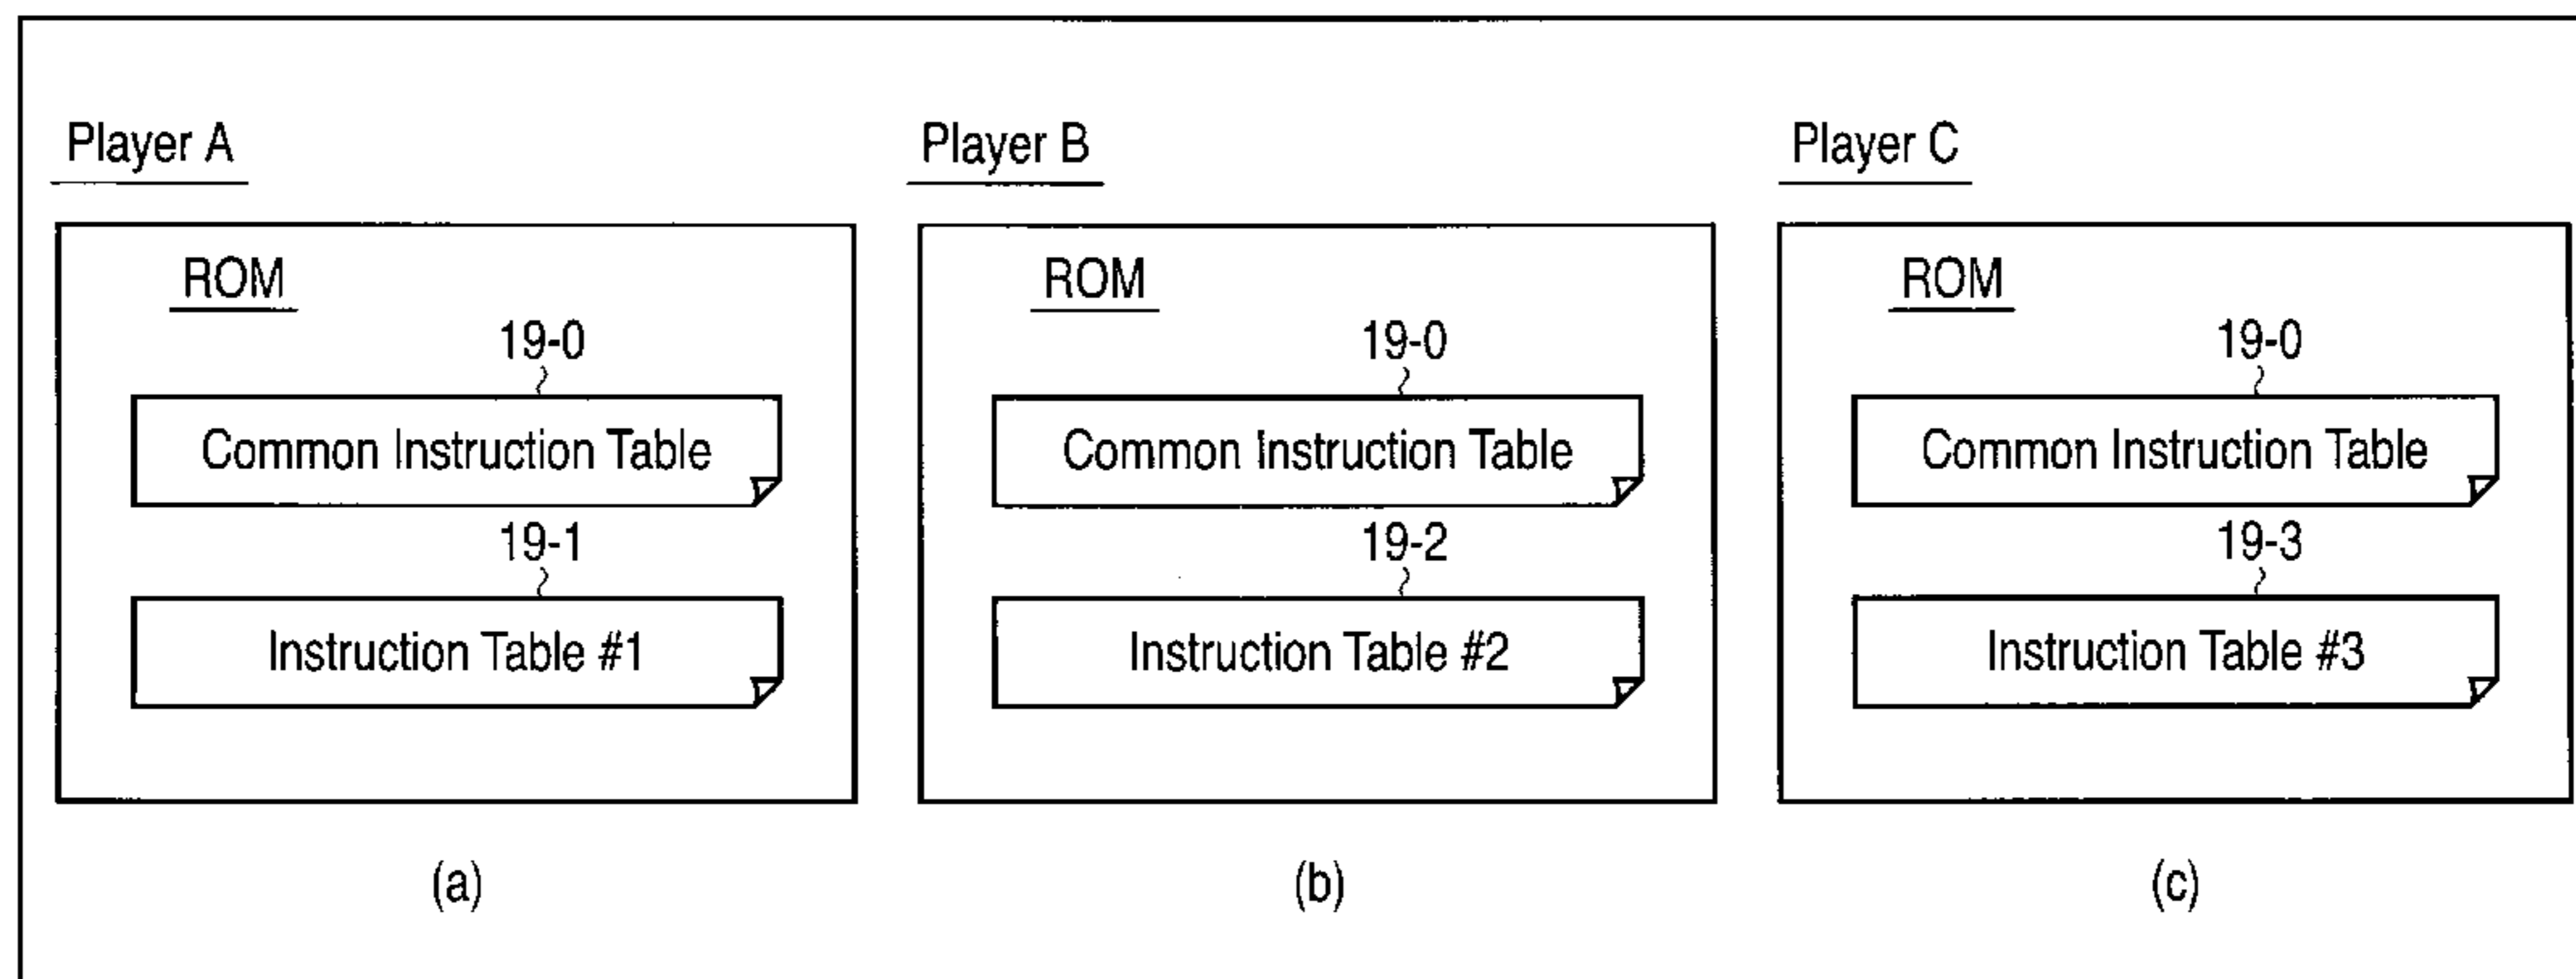 Player A
ROM
19-0
Common Instruction Table
19-1
Instruction Table #1
(a)
Player B
ROM
19-0
Common Instruction Table
19-2
Instruction Table #2
(b)
Player C
ROM
19-0
Common Instruction Table
19-3
Instruction Table #3
(c)